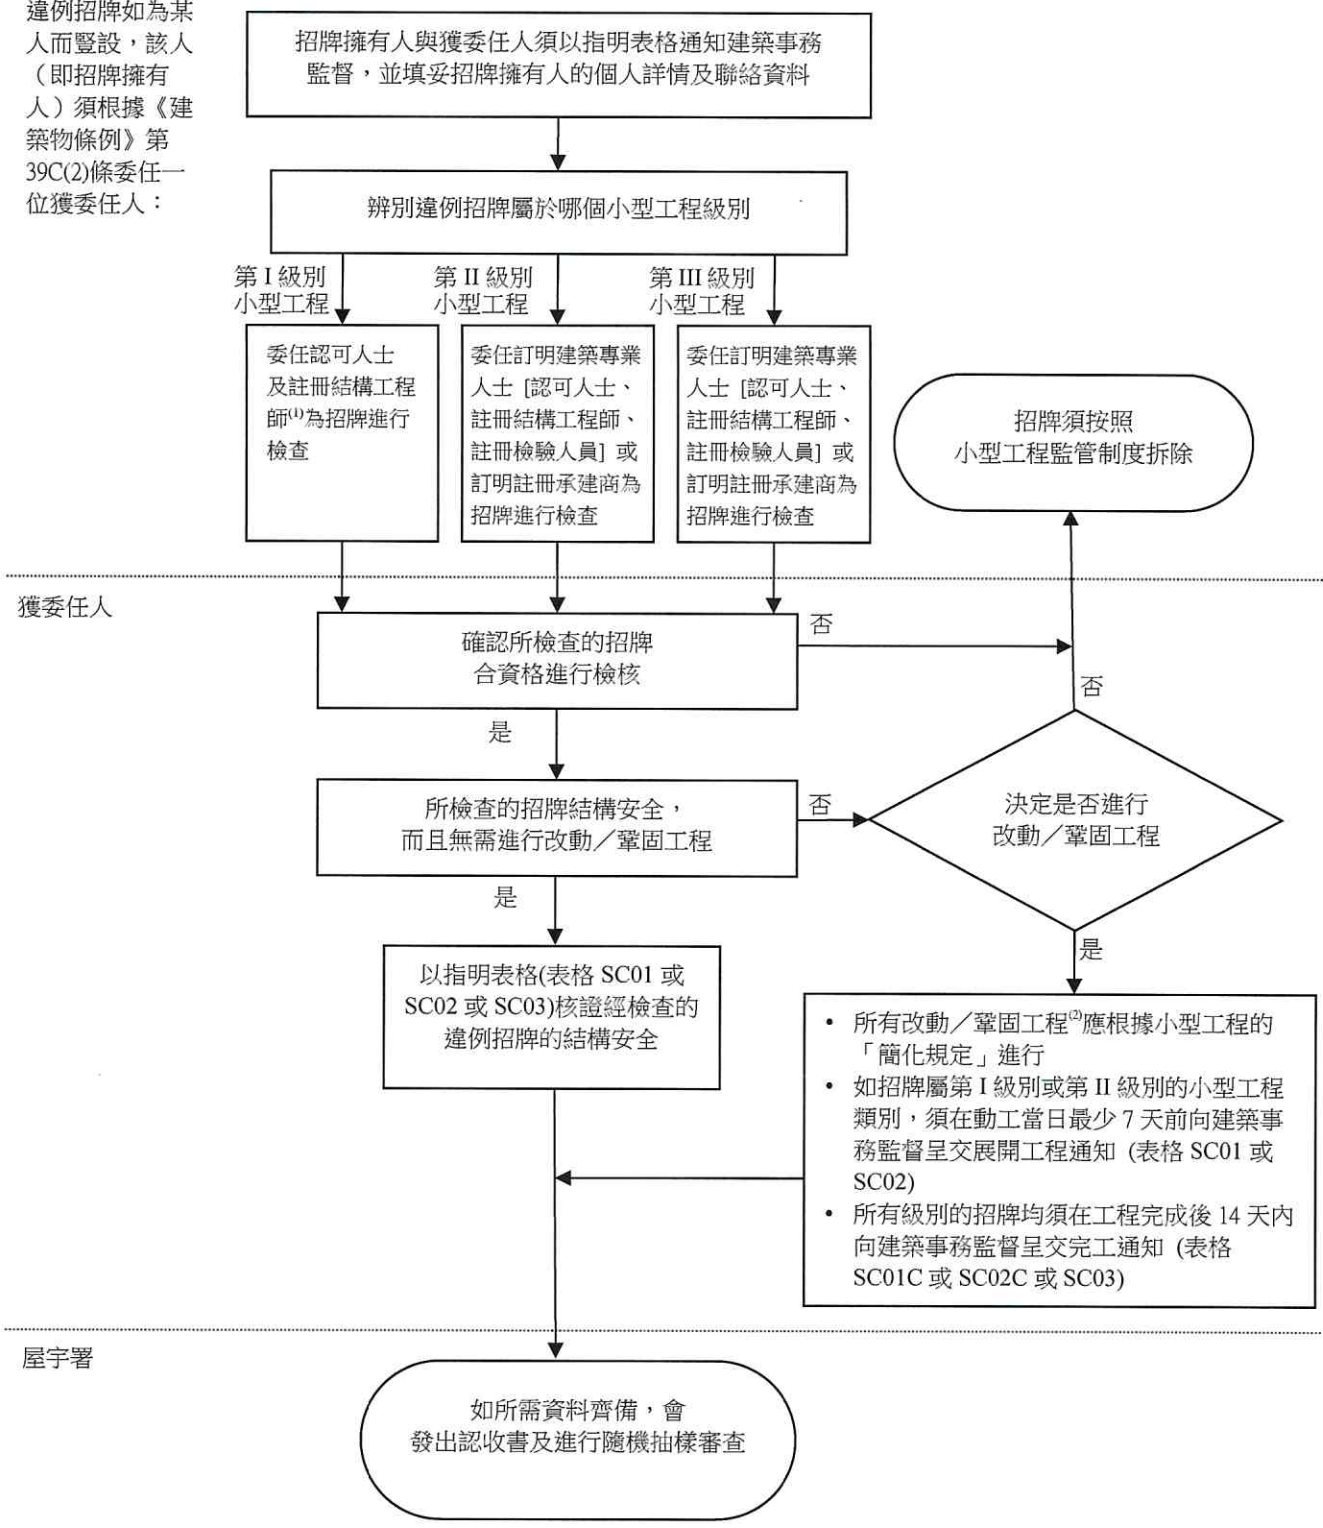 違例招牌如為某
人而豎設，該人
（即招牌擁有
人）須根據《建
築物條例》第
39C(2)條委任一
位獲委任人：
招牌擁有人與獲委任人須以指明表格通知建築事務
監督，並填妥招牌擁有人的個人詳情及聯絡資料
辨別違例招牌屬於哪個小型工程級別
第 I 級別
小型工程
第 II 級別
小型工程
第 III 級別
小型工程
委任認可人士
及註冊結構工程
師(1)為招牌進行
檢查
委任訂明建築專業
人士 [認可人士、
註冊結構工程師、
註冊檢驗人員] 或
訂明註冊承建商為
招牌進行檢查
委任訂明建築專業
人士 [認可人士、
註冊結構工程師、
註冊檢驗人員] 或
訂明註冊承建商為
招牌進行檢查
招牌須按照
小型工程監管制度拆除
獲委任人
確認所檢查的招牌
合資格進行檢核
否
是
否
所檢查的招牌結構安全，
而且無需進行改動／鞏固工程
否
決定是否進行
改動／鞏固工程
是
是
以指明表格(表格 SC01 或
SC02 或 SC03)核證經檢查的
違例招牌的結構安全
• 所有改動／鞏固工程(2)應根據小型工程的
「簡化規定」進行
• 如招牌屬第 I 級別或第 II 級別的小型工程
類別，須在動工當日最少 7 天前向建築事
務監督呈交展開工程通知 (表格 SC01 或
SC02)
• 所有級別的招牌均須在工程完成後 14 天內
向建築事務監督呈交完工通知 (表格
SC01C 或 SC02C 或 SC03)
屋宇署
如所需資料齊備，會
發出認收書及進行隨機抽樣審查